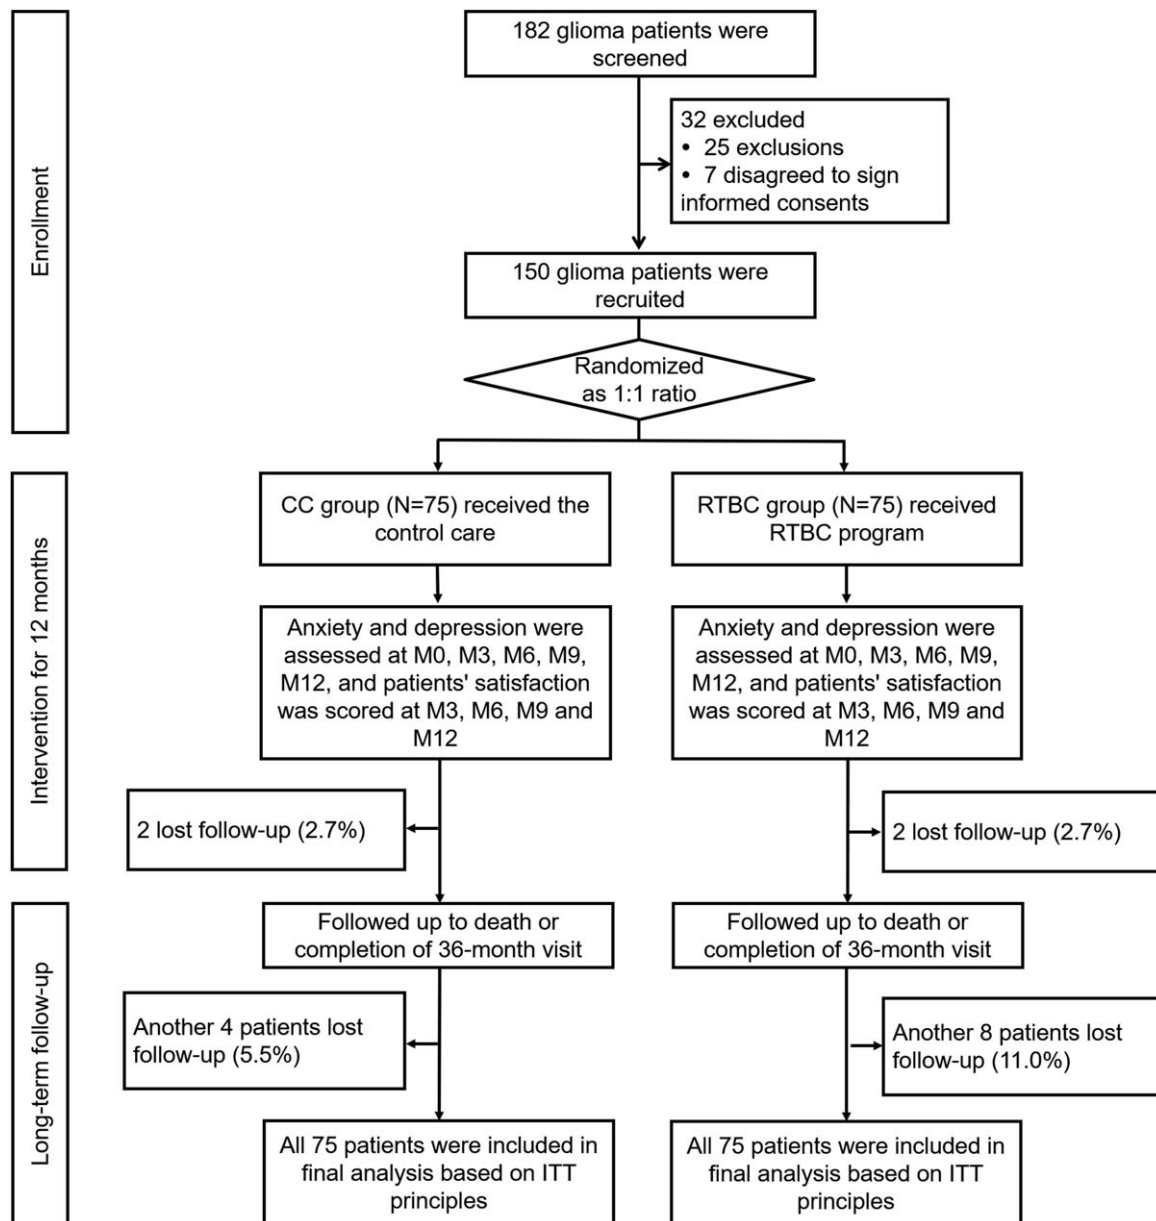 Enrollment
182 glioma patients were
screened
32 excluded
• 25 exclusions
• 7 disagreed to sign
informed consents
150 glioma patients were
recruited
Randomized
as 1:1 ratio
Intervention for 12 months
CC group (N=75) received the
control care
RTBC group (N=75) received
RTBC program
Anxiety and depression were
assessed at M0, M3, M6, M9,
M12, and patients' satisfaction
was scored at M3, M6, M9 and
M12
Anxiety and depression were
assessed at M0, M3, M6, M9,
M12, and patients' satisfaction
was scored at M3, M6, M9 and
M12
2 lost follow-up (2.7%)
2 lost follow-up (2.7%)
Long-term follow-up
Followed up to death or
completion of 36-month visit
Followed up to death or
completion of 36-month visit
Another 4 patients lost
follow-up (5.5%)
Another 8 patients lost
follow-up (11.0%)
All 75 patients were included in
final analysis based on ITT
principles
All 75 patients were included in
final analysis based on ITT
principles